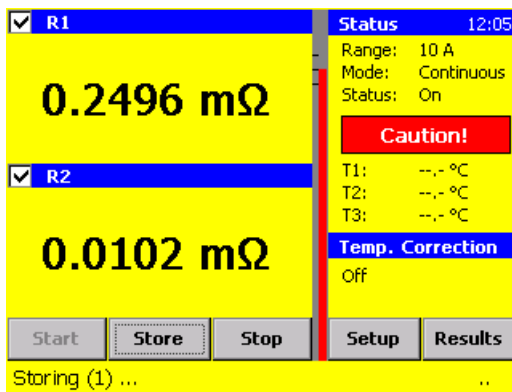 R1
0.2496 mΩ
R2
0.0102 mΩ
Start Store Stop
Status 12:05
Range: 10 A
Mode: Continuous
Status: On
Caution!
T1: --.- °C
T2: --.- °C
T3: --.- °C
Temp. Correction
Off
Setup Results
Storing (1) ... ..